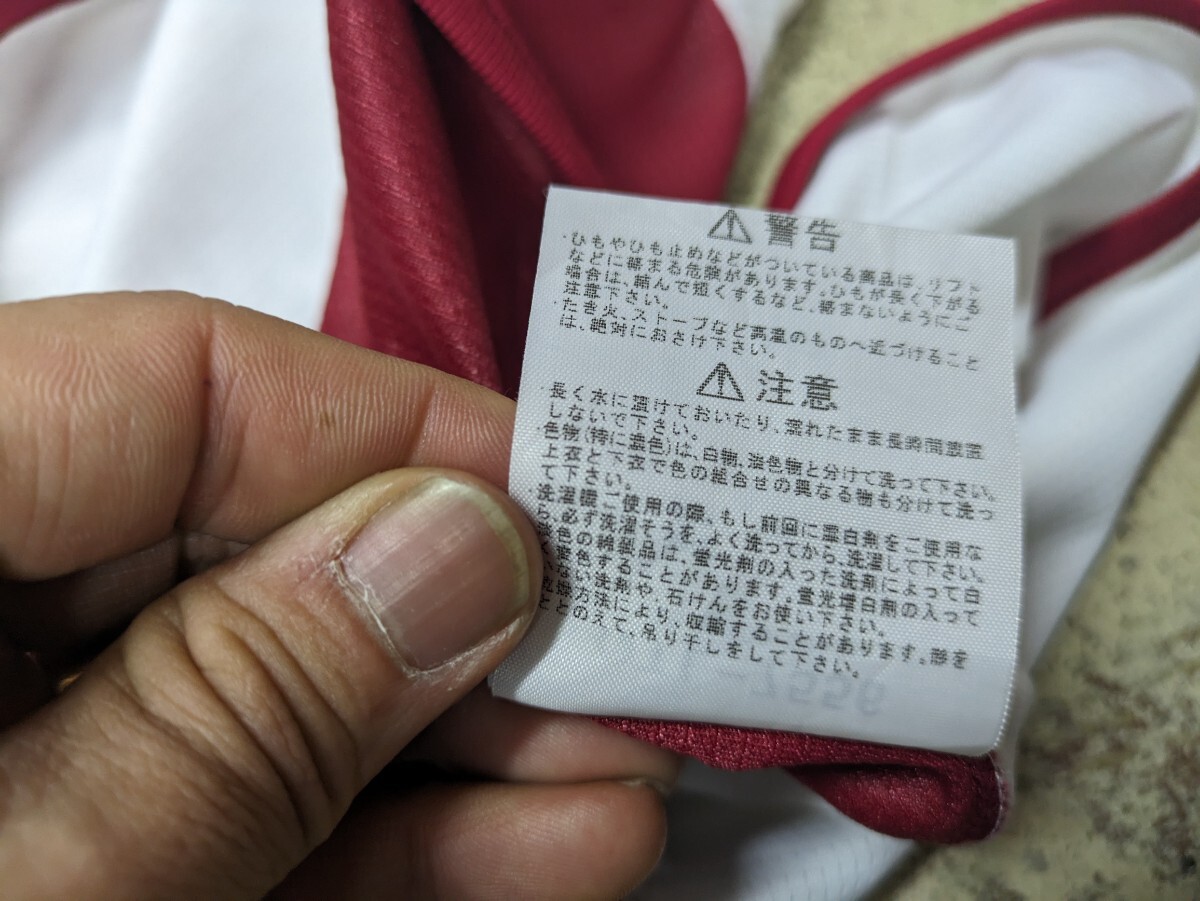 ⚠ 警告
・ひもやひも止めなどがついている商品は、リフト
などに絡まる危険があります。ひもが長く下がる
場合は、結んで短くするなど、絡まないようにご
注意下さい。
・たき火、ストーブなど高温のものへ近づけること
は、絶対におさけ下さい。
⚠ 注意
・長く水に漬けておいたり、濡れたまま長時間放置
しないで下さい。
・色物(特に濃色)は、白物、淡色物と分けて洗って下さい。
上衣と下衣で色の組合せの異なる物も分けて洗っ
て下さい。
洗濯機ご使用の際、もし前回に漂白剤をご使用な
ら、必ず洗濯そうを、よく洗ってから、洗濯して下さい。
淡色の綿製品は、蛍光剤の入った洗剤によって白
く変色することがあります。蛍光増白剤の入って
いない洗剤や、石けんをお使い下さい。
乾燥方法により、収縮することがあります。形を
ととのえて、吊り干しをして下さい。